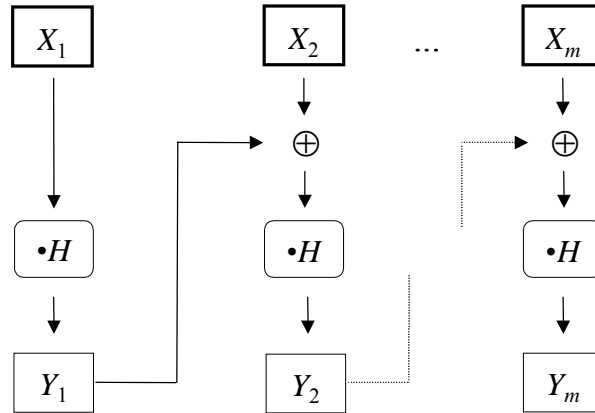 X₁ X₂ ... Xₘ
⊕ ⊕
•H •H •H
Y₁ Y₂ Yₘ